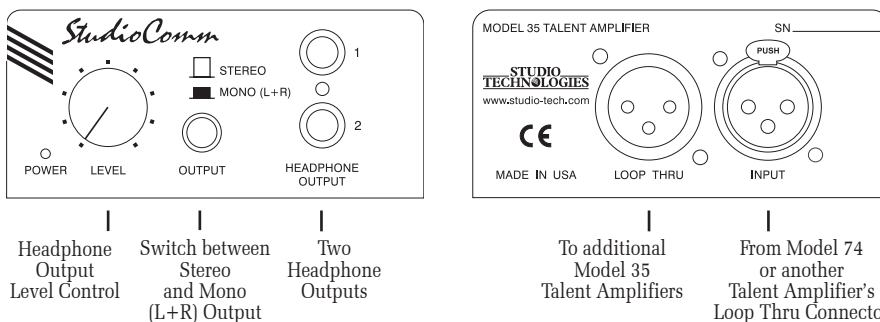 StudioComm
STEREO
MONO (L+R)
1
2
POWER
LEVEL
OUTPUT
HEADPHONE
OUTPUT
Headphone
Output
Level Control
Switch between
Stereo
and Mono
(L+R) Output
Two
Headphone
Outputs
MODEL 35 TALENT AMPLIFIER
SN
PUSH
STUDIO
TECHNOLOGIES
www.studio-tech.com
CE
MADE IN USA
LOOP THRU
INPUT
To additional
Model 35
Talent Amplifiers
From Model 74
or another
Talent Amplifier's
Loop Thru Connecto